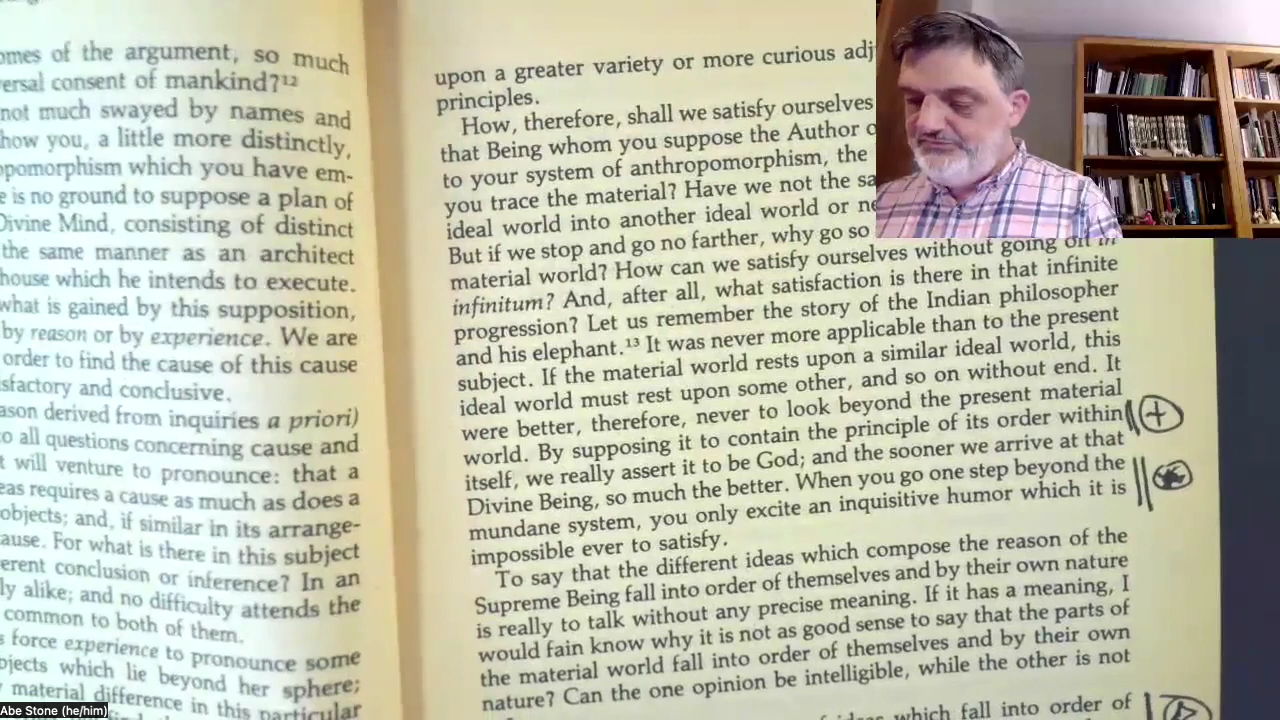 omes of the argument, so much
ersal consent of mankind?12
not much swayed by names and
how you, a little more distinctly,
opomorphism which you have em-
e is no ground to suppose a plan of
Divine Mind, consisting of distinct
the same manner as an architect
house which he intends to execute.
what is gained by this supposition,
by reason or by experience. We are
order to find the cause of this cause
sfactory and conclusive.
ason derived from inquiries a priori)
o all questions concerning cause and
t will venture to pronounce: that a
eas requires a cause as much as does a
objects; and, if similar in its arrange-
ause. For what is there in this subject
erent conclusion or inference? In an
ly alike; and no difficulty attends the
common to both of them.
s force experience to pronounce some
bjects which lie beyond her sphere;
material difference in this particular
upon a greater variety or more curious adj
principles.
How, therefore, shall we satisfy ourselves
that Being whom you suppose the Author o
to your system of anthropomorphism, the
you trace the material? Have we not the sa
ideal world into another ideal world or ne
But if we stop and go no farther, why go so
material world? How can we satisfy ourselves without going on in
infinitum? And, after all, what satisfaction is there in that infinite
progression? Let us remember the story of the Indian philosopher
and his elephant.13 It was never more applicable than to the present
subject. If the material world rests upon a similar ideal world, this
ideal world must rest upon some other, and so on without end. It
were better, therefore, never to look beyond the present material
world. By supposing it to contain the principle of its order within
itself, we really assert it to be God; and the sooner we arrive at that
Divine Being, so much the better. When you go one step beyond the
mundane system, you only excite an inquisitive humor which it is
impossible ever to satisfy.
To say that the different ideas which compose the reason of the
Supreme Being fall into order of themselves and by their own nature
is really to talk without any precise meaning. If it has a meaning, I
would fain know why it is not as good sense to say that the parts of
the material world fall into order of themselves and by their own
nature? Can the one opinion be intelligible, while the other is not
which fall into order of
Abe Stone (he/him)